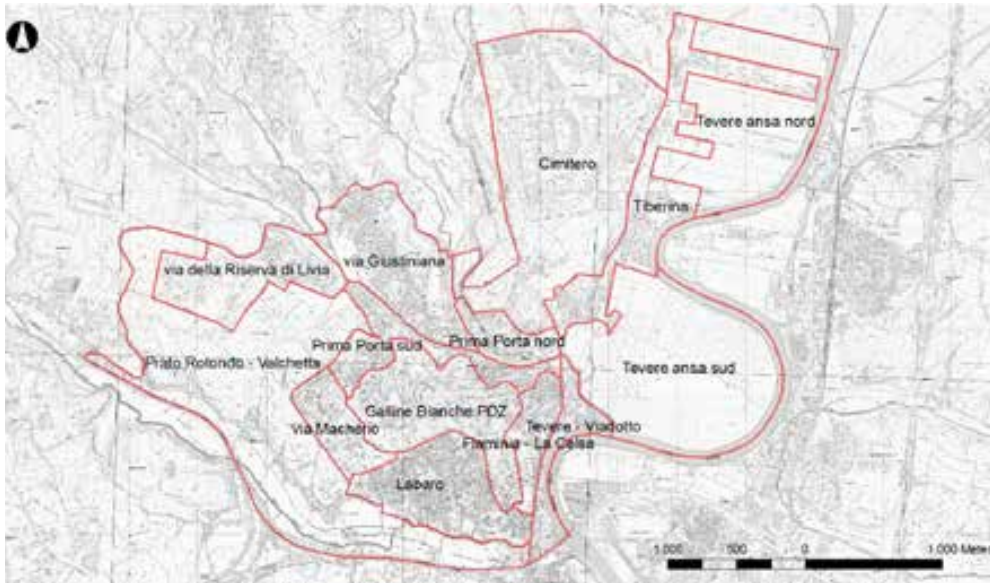 Tevere ansa nord
Cimitero
Tiberina
via Giustiniana
via della Riserva di Livia
Prima Porta sud
Prima Porta nord
Prato Rotondo - Valchetta
Tevere ansa sud
Galline Bianche PDZ
Via Macherio
Tevere - Viadotto
Flaminia - La Celsa
Labaro
1.000 500 0 1.000 Meters